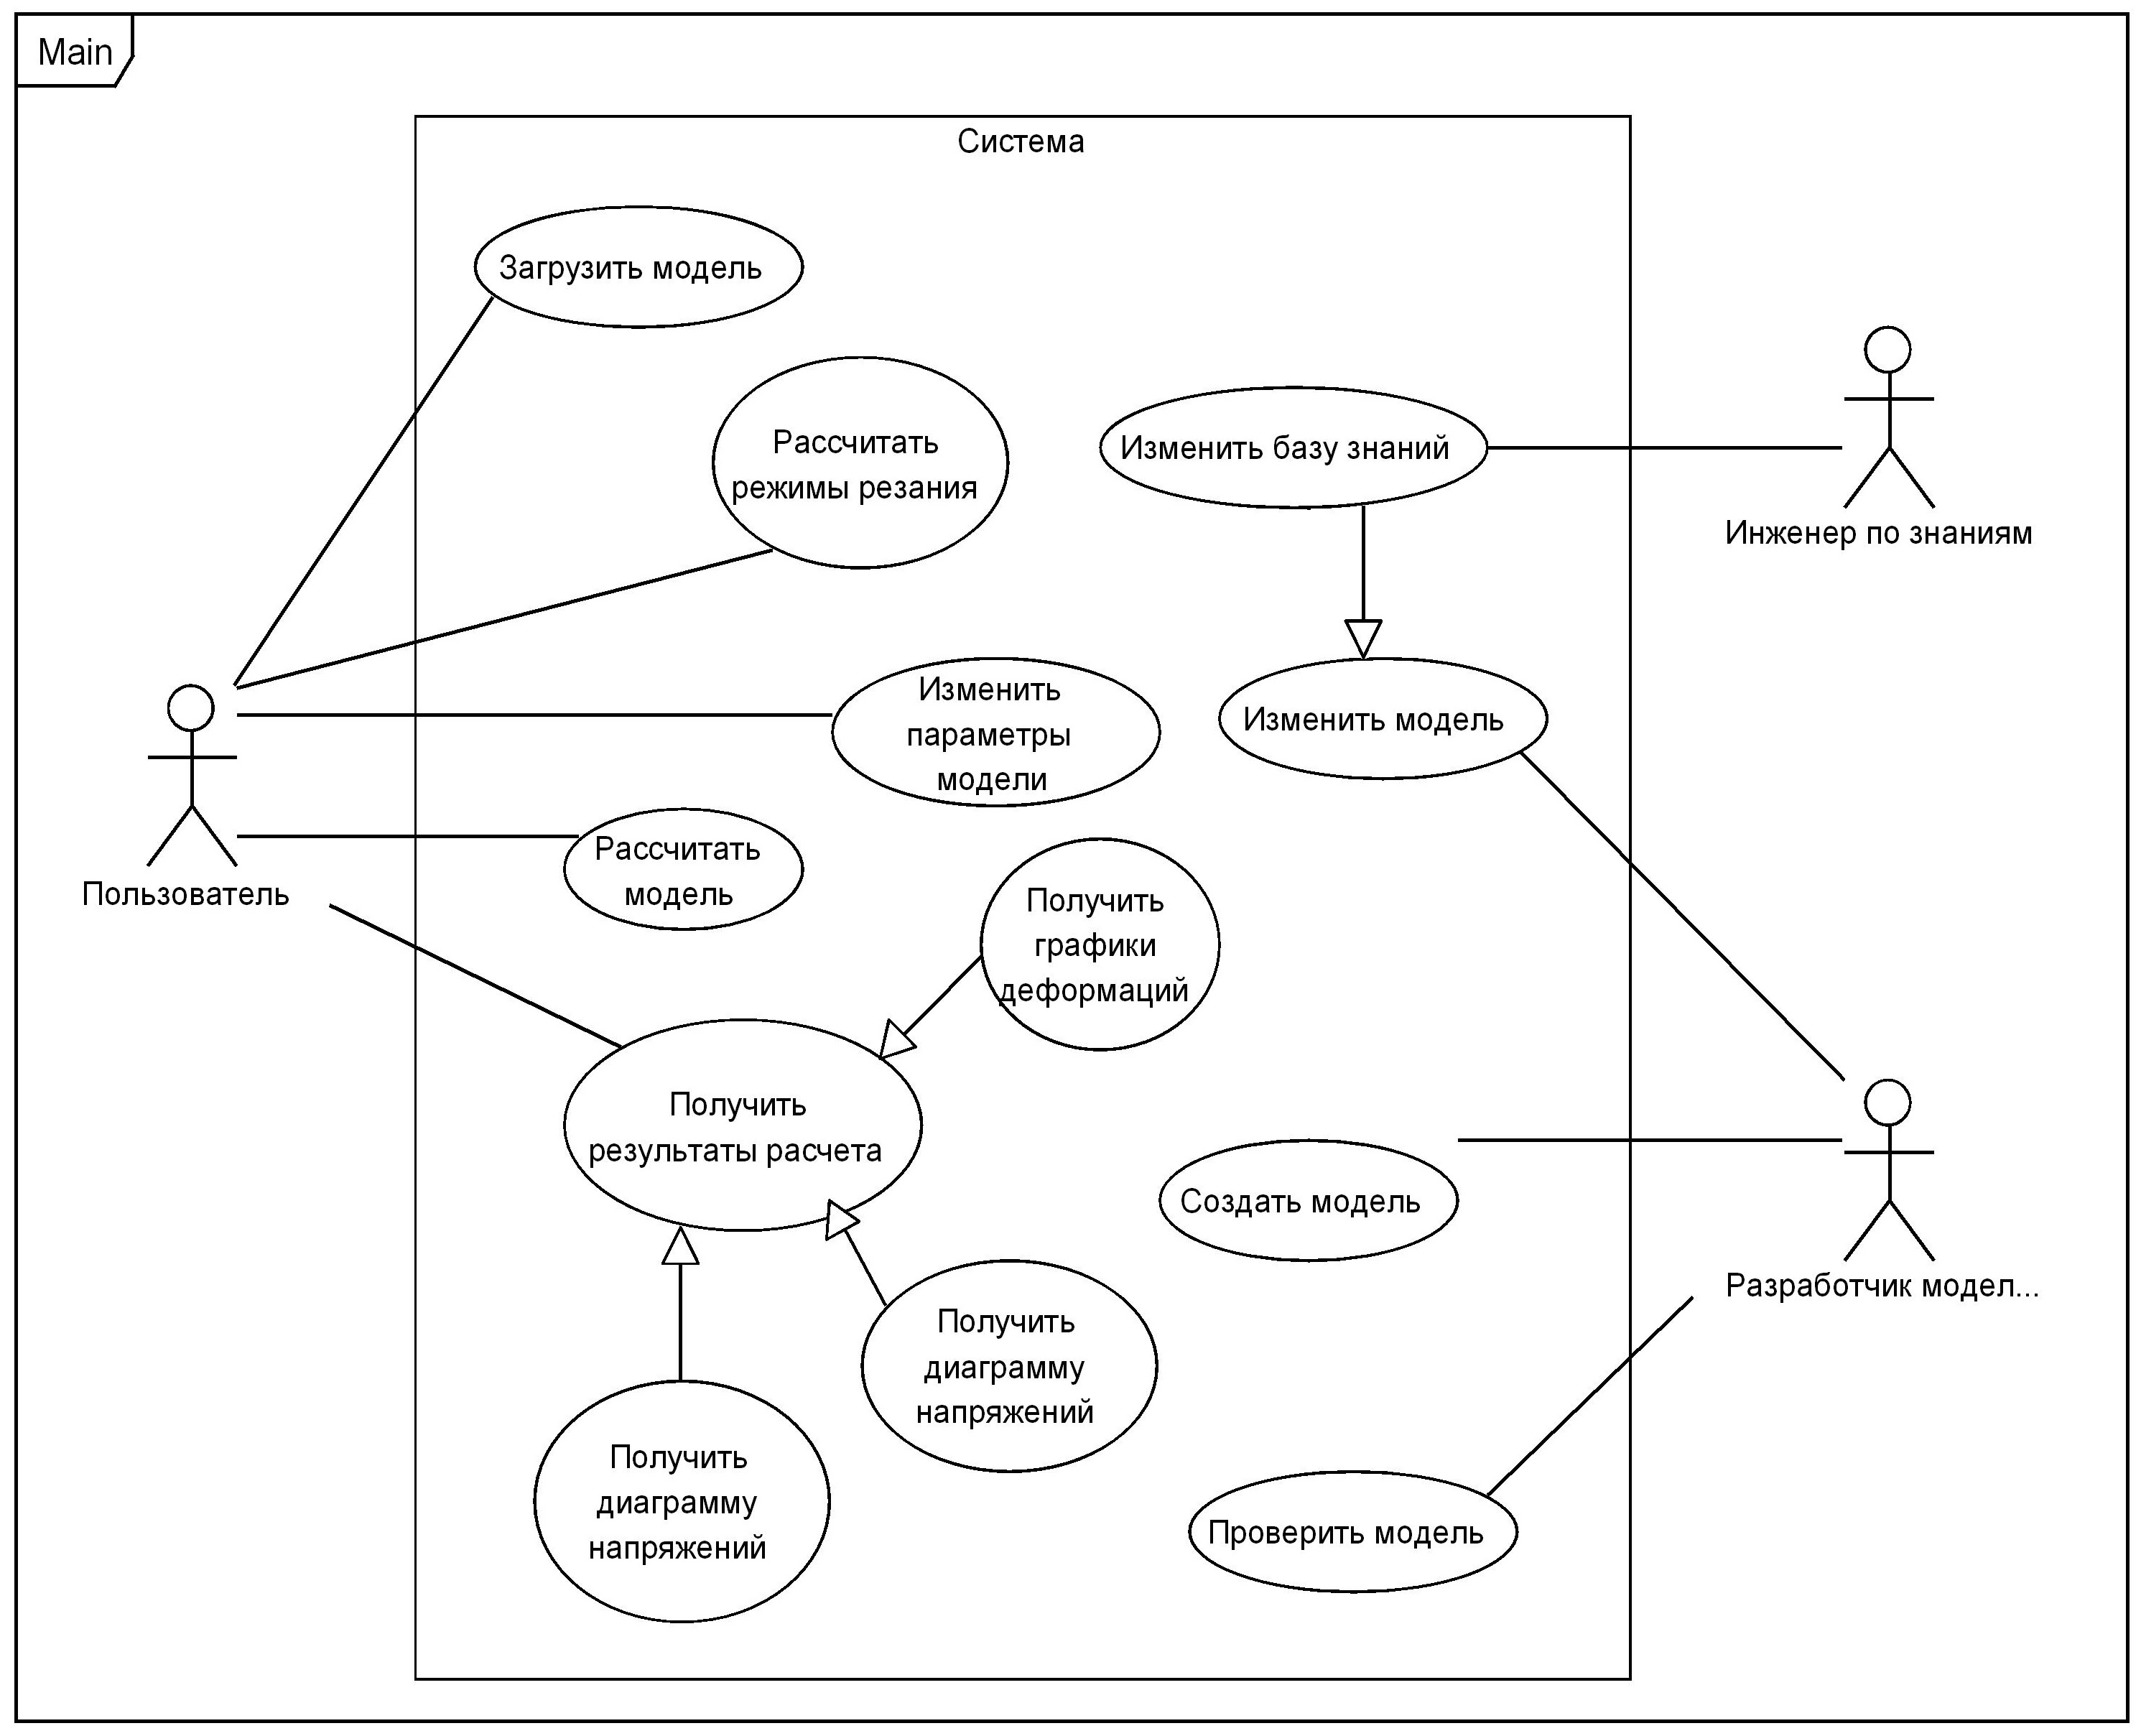 Main
Система
Загрузить модель
Рассчитать
режимы резания
Изменить базу знаний
Инженер по знаниям
Изменить
параметры
модели
Изменить модель
Пользователь
Рассчитать
модель
Получить
графики
деформаций
Получить
результаты расчета
Создать модель
Разработчик модел...
Получить
диаграмму
напряжений
Получить
диаграмму
напряжений
Проверить модель